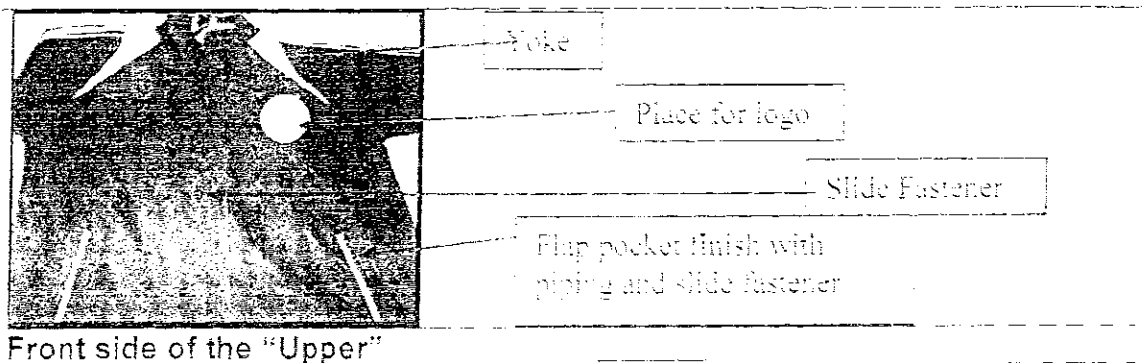 Yoke
Place for logo
Slide Fastener
Flap pocket finish with
piping and slide fastener
Front side of the "Upper"